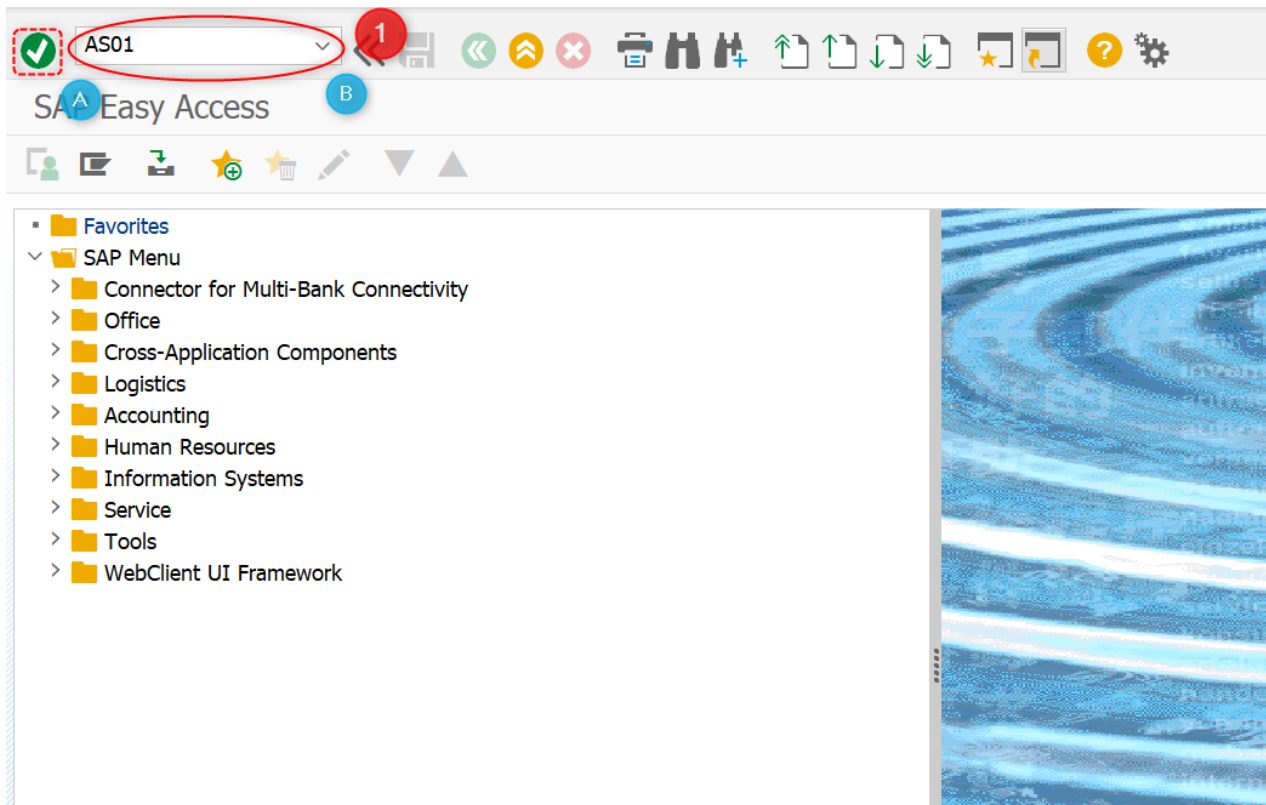 AS01
1
A
B
SAP Easy Access
Favorites
SAP Menu
Connector for Multi-Bank Connectivity
Office
Cross-Application Components
Logistics
Accounting
Human Resources
Information Systems
Service
Tools
WebClient UI Framework